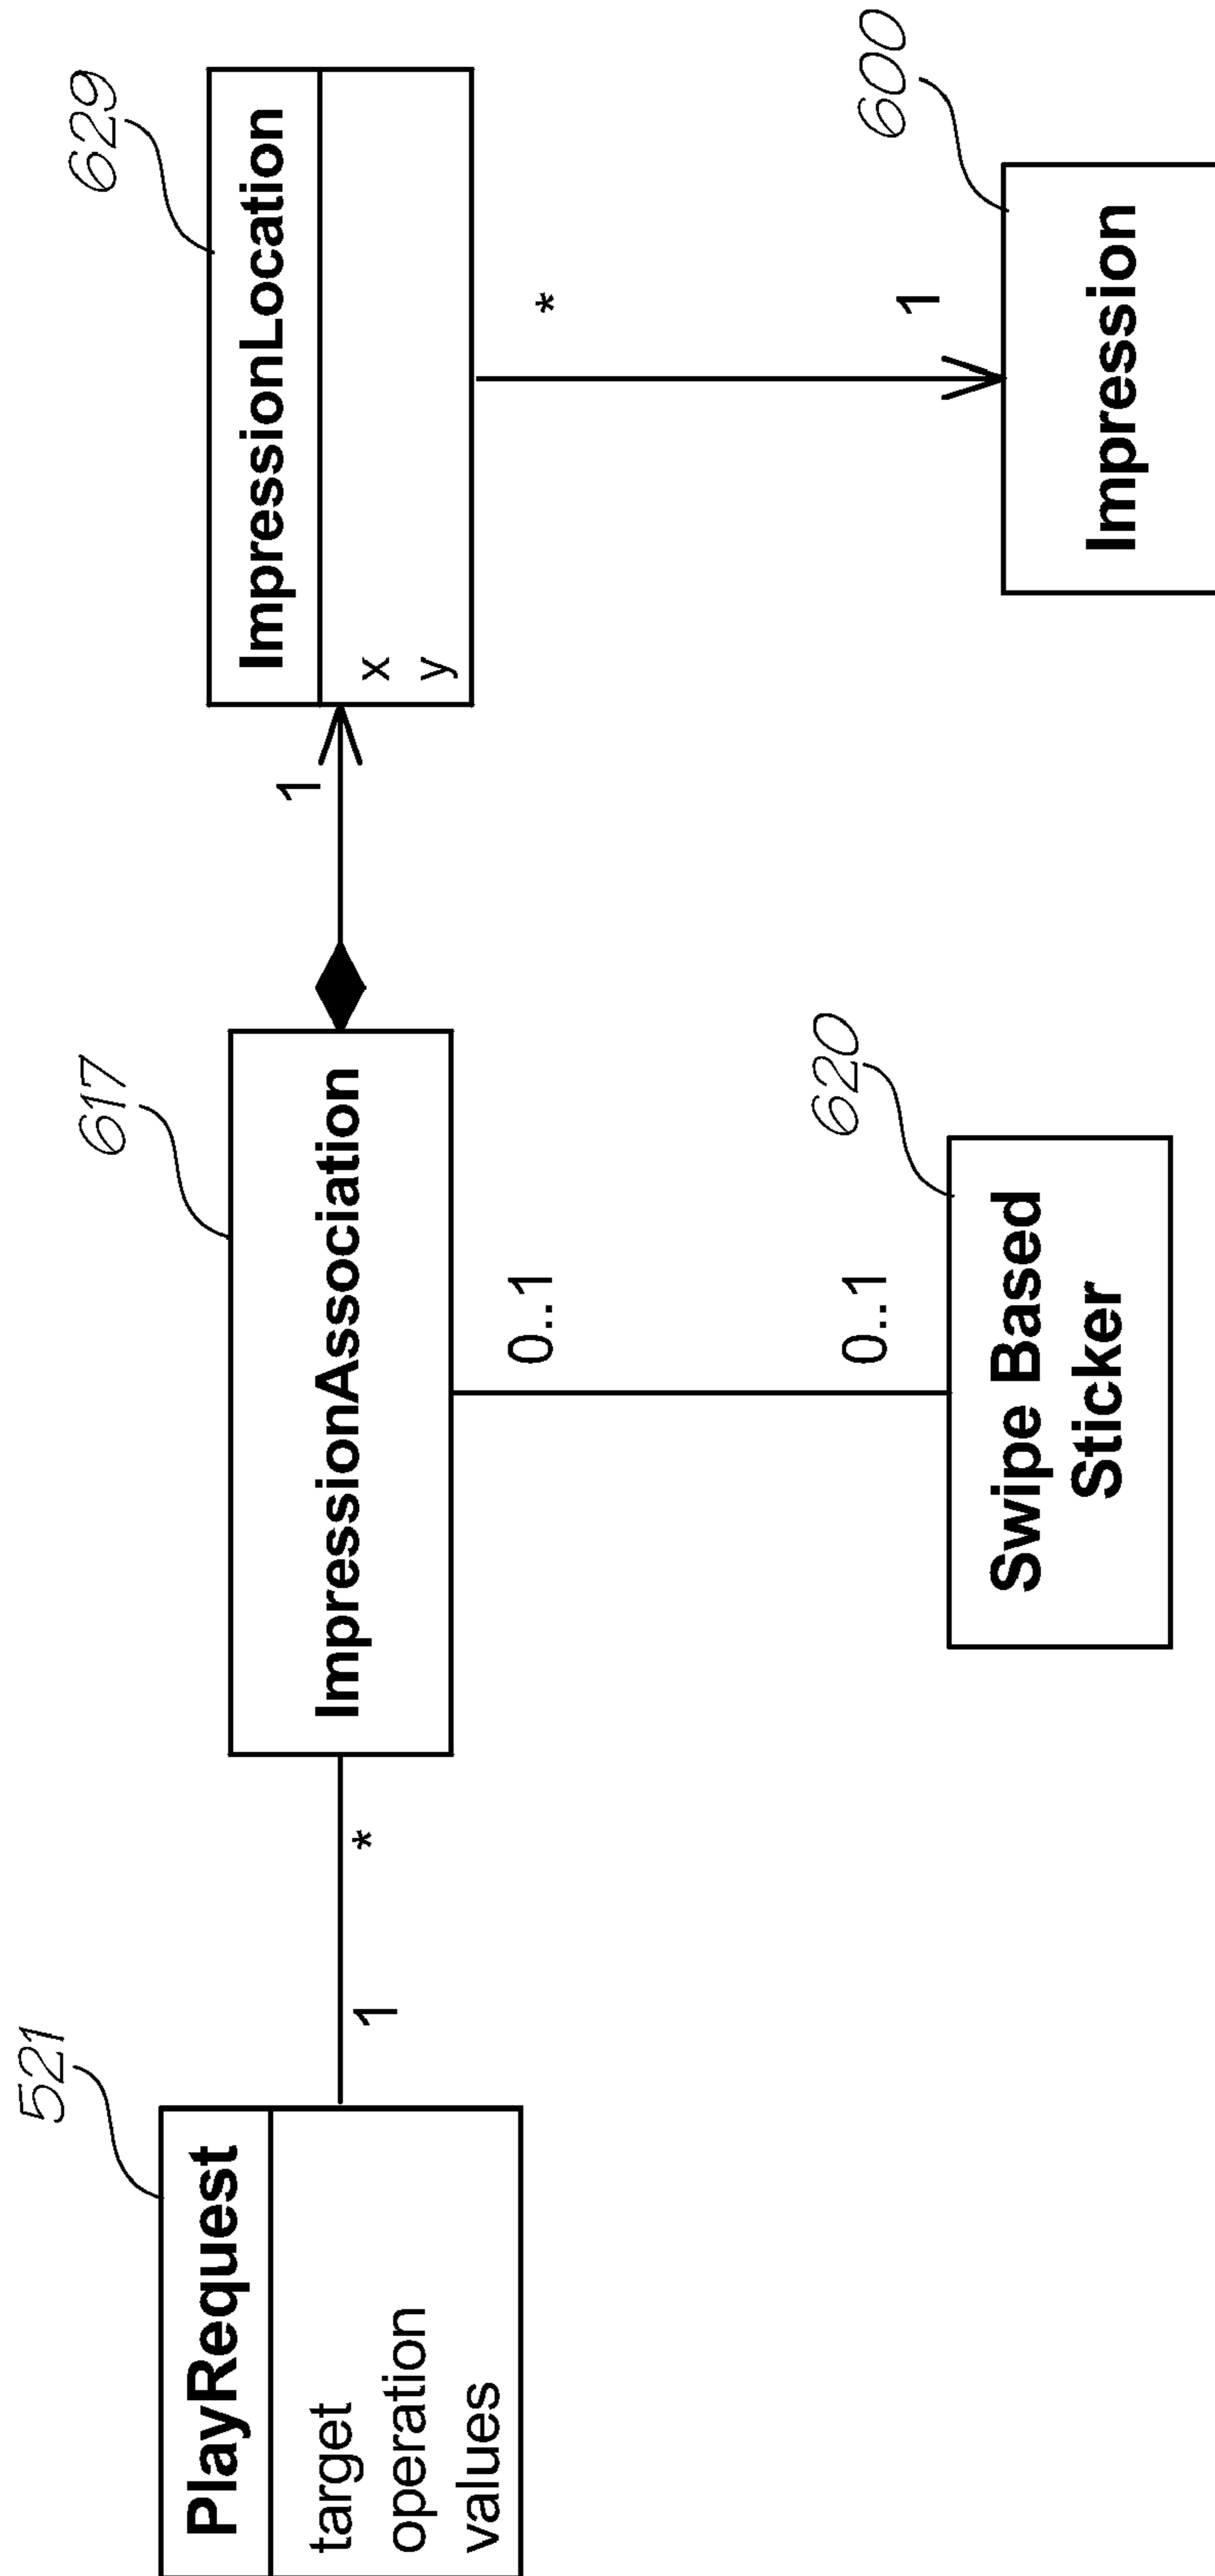 521
PlayRequest
target
operation
values
1
*
617
ImpressionAssociation
0..1
0..1
620
Swipe Based
Sticker
1
629
ImpressionLocation
x
y
*
1
600
Impression